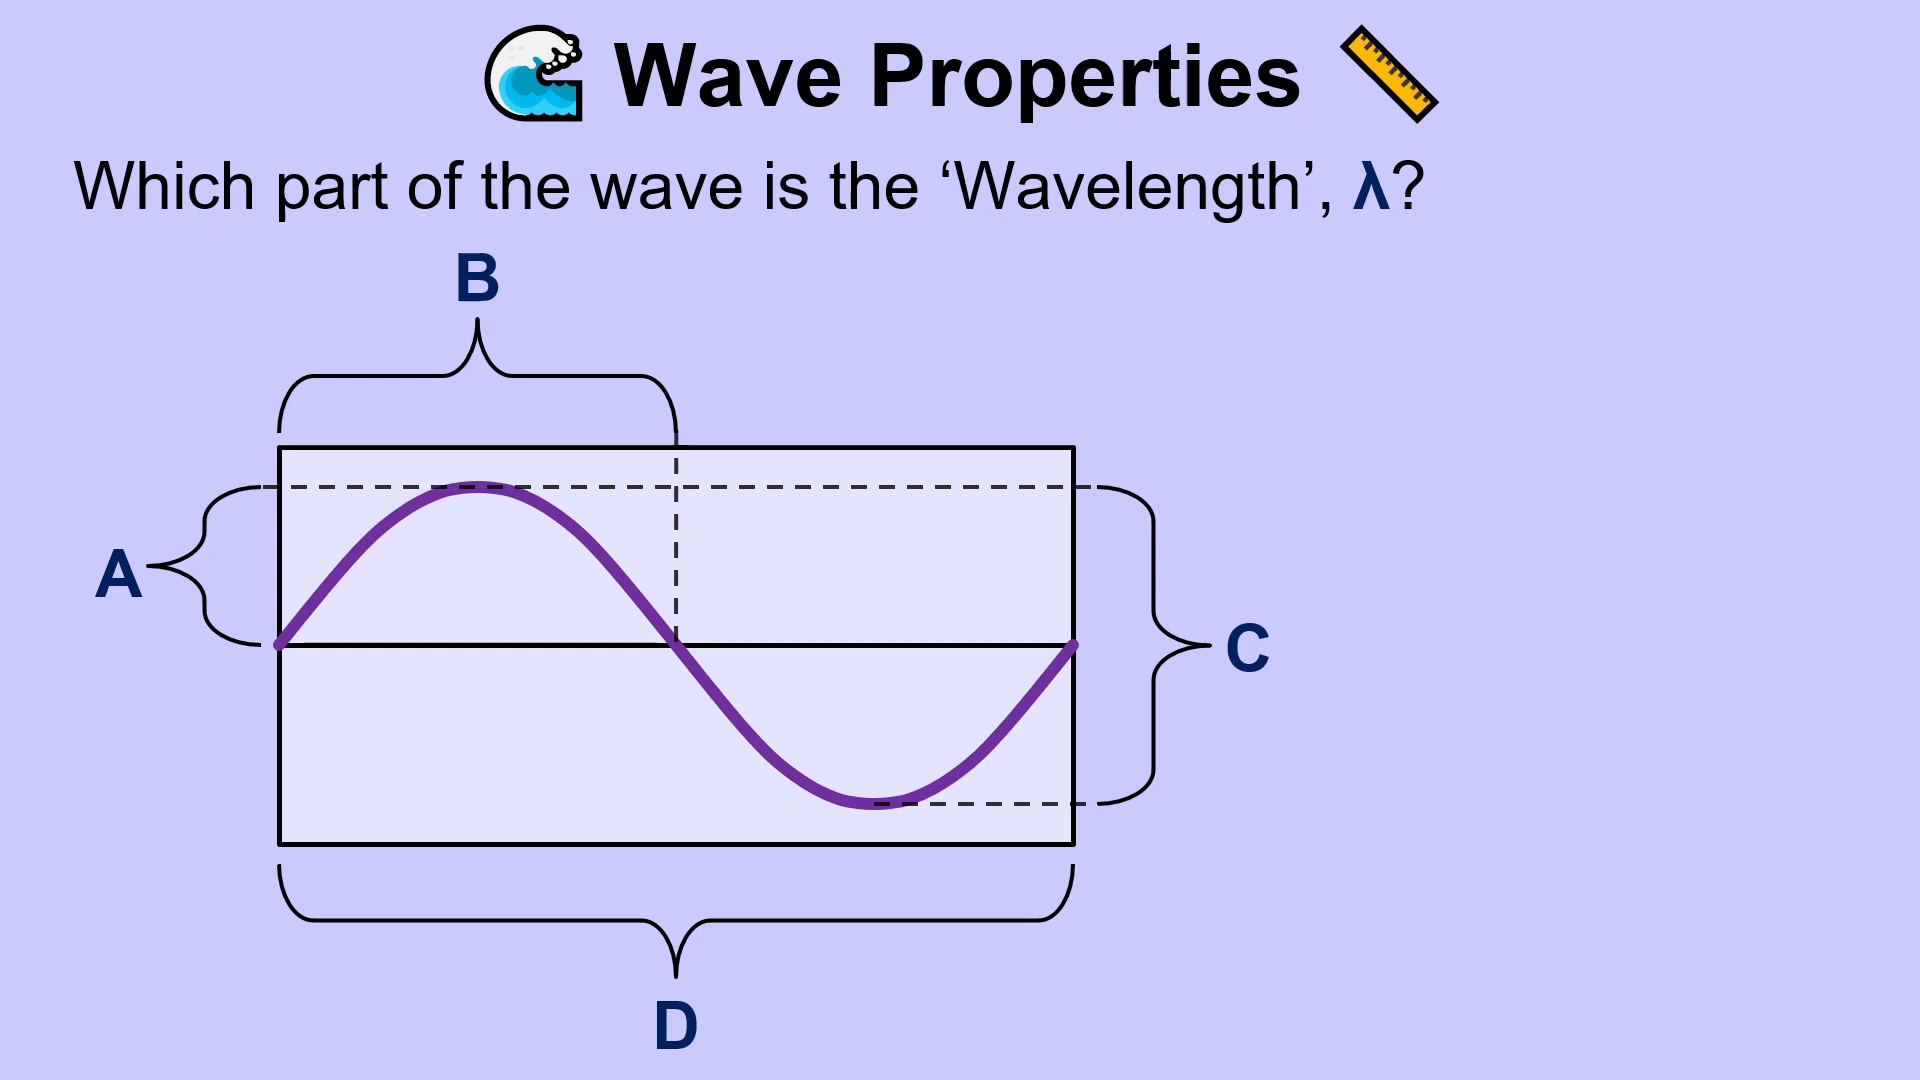 Wave Properties
Which part of the wave is the ‘Wavelength’, λ?
B
A
C
D